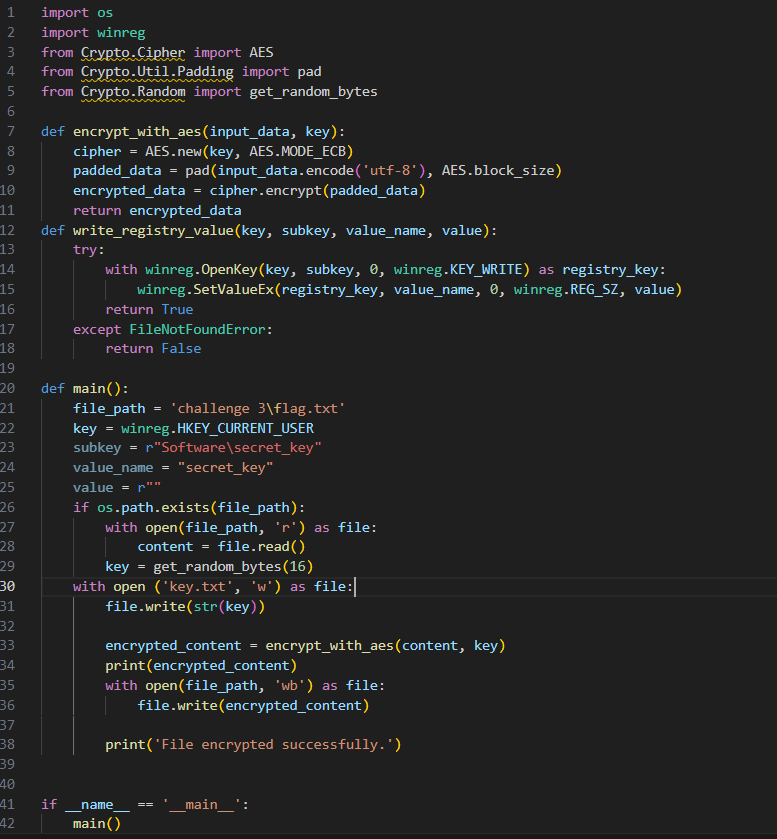 1 import os
2 import winreg
3 from Crypto.Cipher import AES
4 from Crypto.Util.Padding import pad
5 from Crypto.Random import get_random_bytes
6
7 def encrypt_with_aes(input_data, key):
8     cipher = AES.new(key, AES.MODE_ECB)
9     padded_data = pad(input_data.encode('utf-8'), AES.block_size)
10     encrypted_data = cipher.encrypt(padded_data)
11     return encrypted_data
12 def write_registry_value(key, subkey, value_name, value):
13     try:
14         with winreg.OpenKey(key, subkey, 0, winreg.KEY_WRITE) as registry_key:
15             winreg.SetValueEx(registry_key, value_name, 0, winreg.REG_SZ, value)
16         return True
17     except FileNotFoundError:
18         return False
19
20 def main():
21     file_path = 'challenge 3\flag.txt'
22     key = winreg.HKEY_CURRENT_USER
23     subkey = r"Software\secret_key"
24     value_name = "secret_key"
25     value = r""
26     if os.path.exists(file_path):
27         with open(file_path, 'r') as file:
28             content = file.read()
29         key = get_random_bytes(16)
30     with open ('key.txt', 'w') as file:
31         file.write(str(key))
32
33         encrypted_content = encrypt_with_aes(content, key)
34         print(encrypted_content)
35         with open(file_path, 'wb') as file:
36             file.write(encrypted_content)
37
38         print('File encrypted successfully.')
39
40
41 if __name__ == '__main__':
42     main()